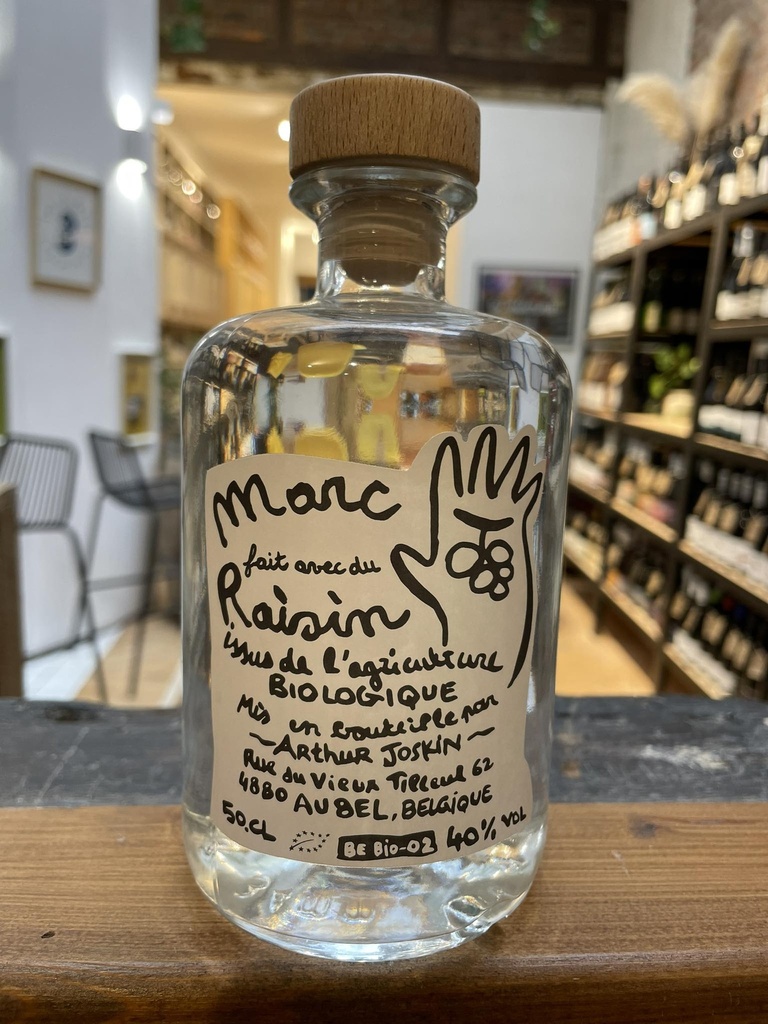 Marc
fait avec du
Raisin
issus de l'agriculture
BIOLOGIQUE
Mis en bouteille par
~ARTHUR JOSKIN~
Rue du Vieux Tilleul 62
4880 AUBEL, BELGIQUE
50.CL
BE BiO-02
40% VOL